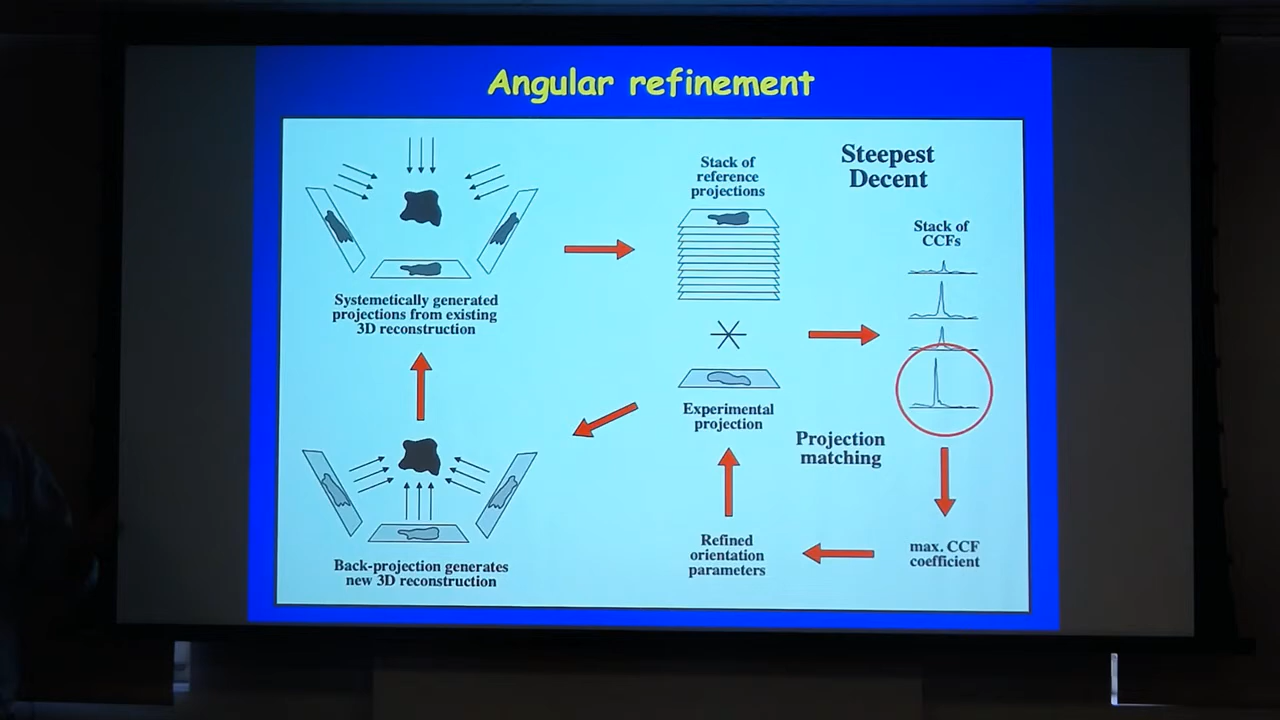 Angular refinement
Systemetically generated
projections from existing
3D reconstruction
Stack of
reference
projections
Steepest
Decent
Stack of
CCFs
Experimental
projection
Projection
matching
Back-projection generates
new 3D reconstruction
Refined
orientation
parameters
max. CCF
coefficient